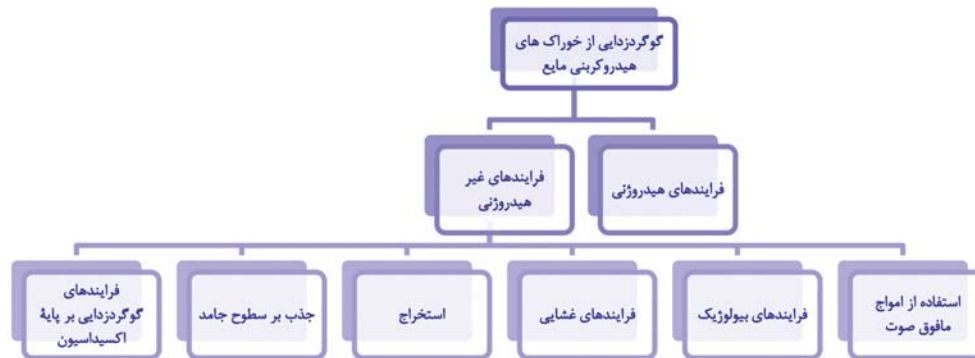 گوگردزدایی از خوراک های
هیدروکربنی مایع
فرایندهای هیدروژنی
فرایندهای غیر
هیدروژنی
استفاده از امواج
مافوق صوت
فرایندهای بیولوژیک
فرایندهای غشایی
استخراج
جذب بر سطوح جامد
فرایندهای
گوگردزدایی بر پایۀ
اکسیداسیون